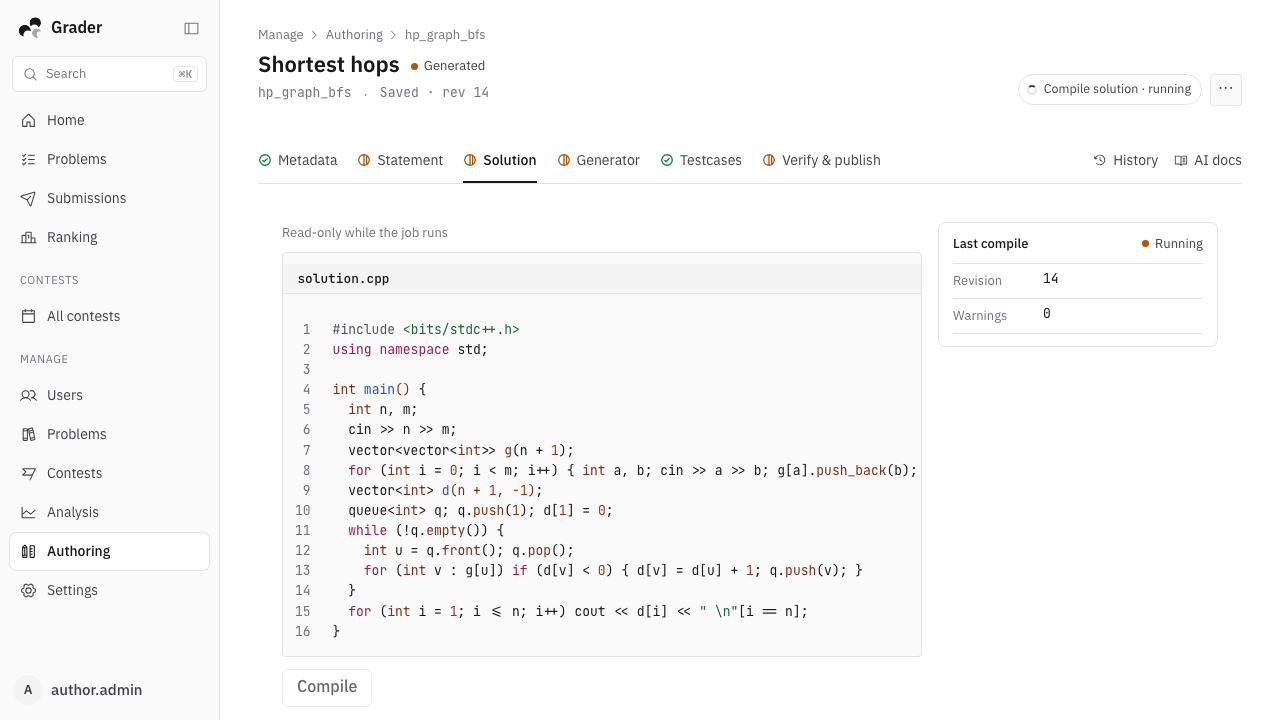 Grader
Search ⌘K
Home
Problems
Submissions
Ranking
CONTESTS
All contests
MANAGE
Users
Problems
Contests
Analysis
Authoring
Settings
A author.admin
Manage > Authoring > hp_graph_bfs
Shortest hops Generated
hp_graph_bfs . Saved · rev 14
Compile solution · running ...
Metadata Statement Solution Generator Testcases Verify & publish History AI docs
Read-only while the job runs
solution.cpp
1 #include <bits/stdc++.h>
2 using namespace std;
3
4 int main() {
5   int n, m;
6   cin >> n >> m;
7   vector<vector<int>> g(n + 1);
8   for (int i = 0; i < m; i++) { int a, b; cin >> a >> b; g[a].push_back(b);
9   vector<int> d(n + 1, -1);
10   queue<int> q; q.push(1); d[1] = 0;
11   while (!q.empty()) {
12     int u = q.front(); q.pop();
13     for (int v : g[u]) if (d[v] < 0) { d[v] = d[u] + 1; q.push(v); }
14   }
15   for (int i = 1; i <= n; i++) cout << d[i] << " \n"[i == n];
16 }
Compile
Last compile Running
Revision 14
Warnings 0